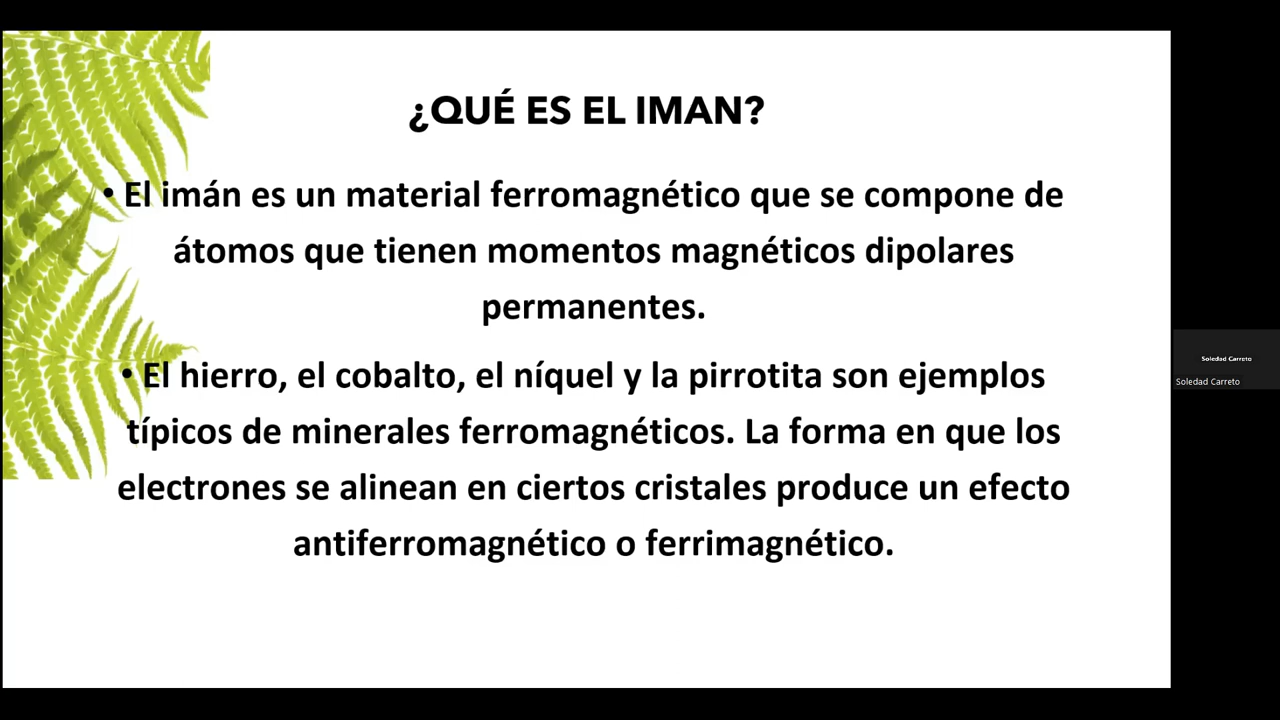 ¿QUÉ ES EL IMAN?
• El imán es un material ferromagnético que se compone de
átomos que tienen momentos magnéticos dipolares
permanentes.
• El hierro, el cobalto, el níquel y la pirrotita son ejemplos
típicos de minerales ferromagnéticos. La forma en que los
electrones se alinean en ciertos cristales produce un efecto
antiferromagnético o ferrimagnético.
Soledad Carreto
Soledad Carreto